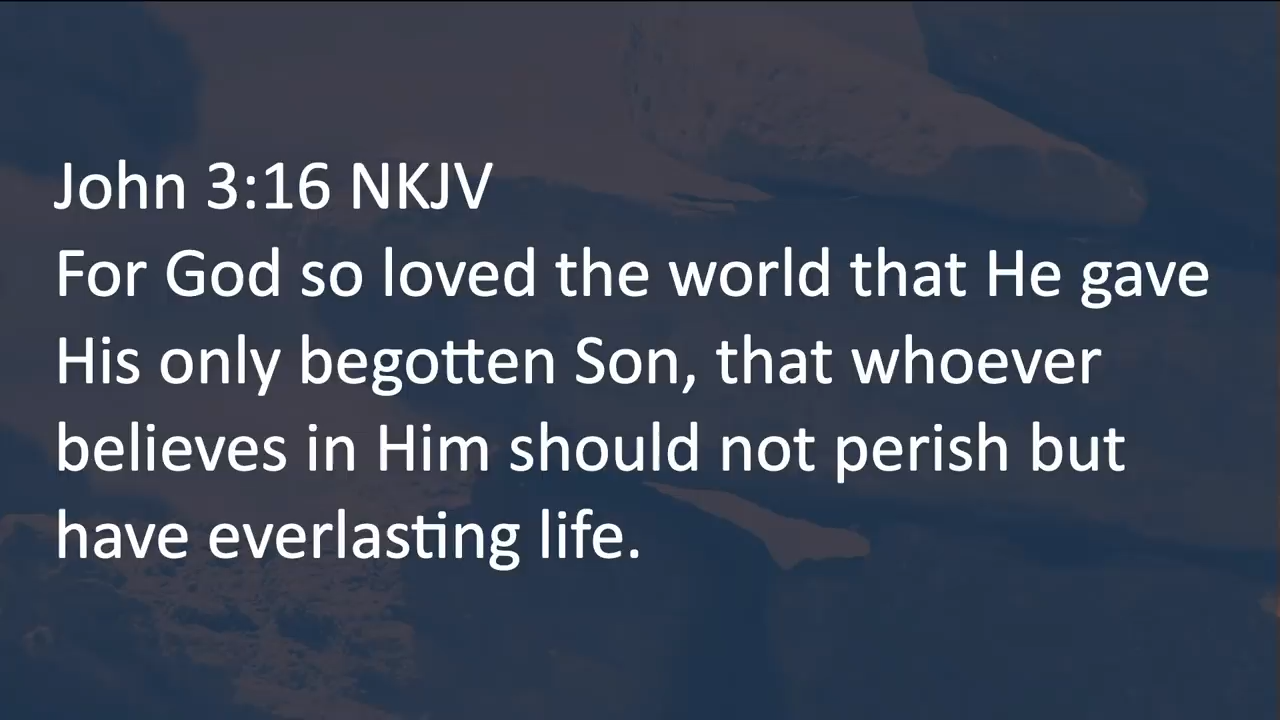 John 3:16 NKJV
For God so loved the world that He gave
His only begotten Son, that whoever
believes in Him should not perish but
have everlasting life.